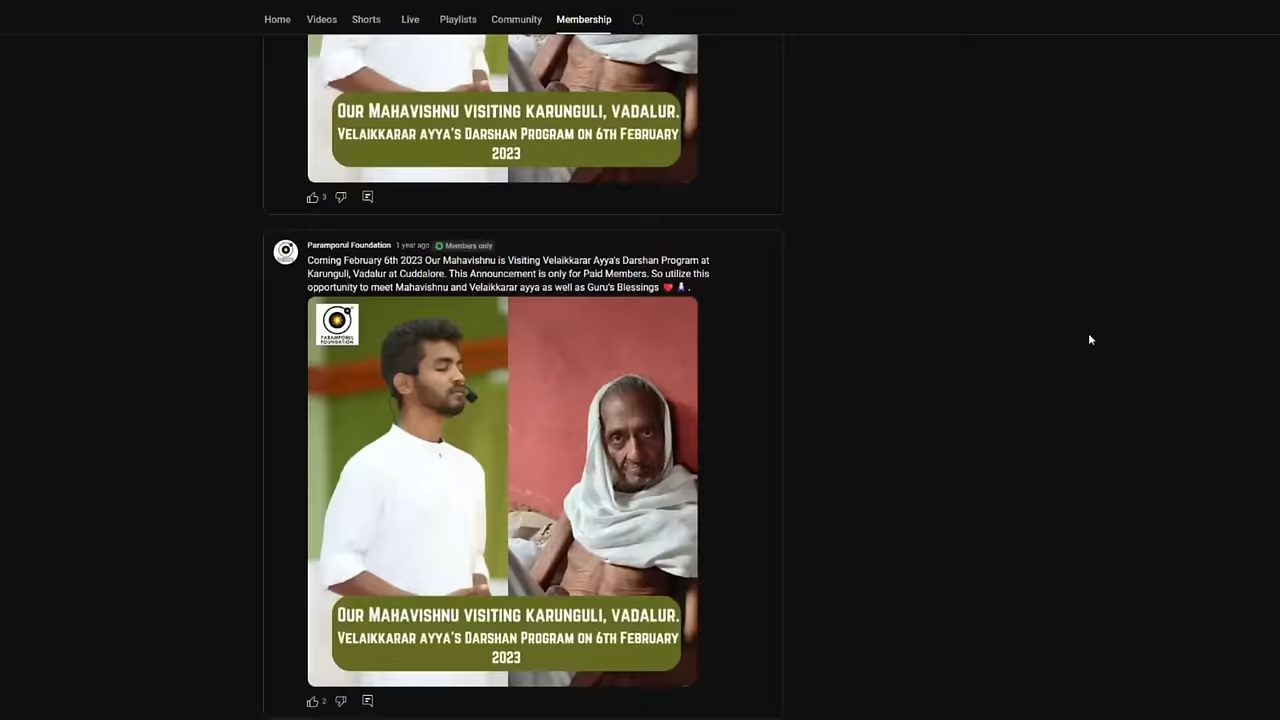 Home Videos Shorts Live Playlists Community Membership
OUR MAHAVISHNU VISITING KARUNGULI, VADALUR.
VELAIKKARAR AYYA'S DARSHAN PROGRAM ON 6TH FEBRUARY
2023
3
Paramporul Foundation 1 year ago Members only
Coming February 6th 2023 Our Mahavishnu is Visiting Velaikkarar Ayya's Darshan Program at
Karunguli, Vadalur at Cuddalore. This Announcement is only for Paid Members. So utilize this
opportunity to meet Mahavishnu and Velaikkarar ayya as well as Guru's Blessings ❤️ 🧘 .
PARAMPORUL
FOUNDATION
OUR MAHAVISHNU VISITING KARUNGULI, VADALUR.
VELAIKKARAR AYYA'S DARSHAN PROGRAM ON 6TH FEBRUARY
2023
2